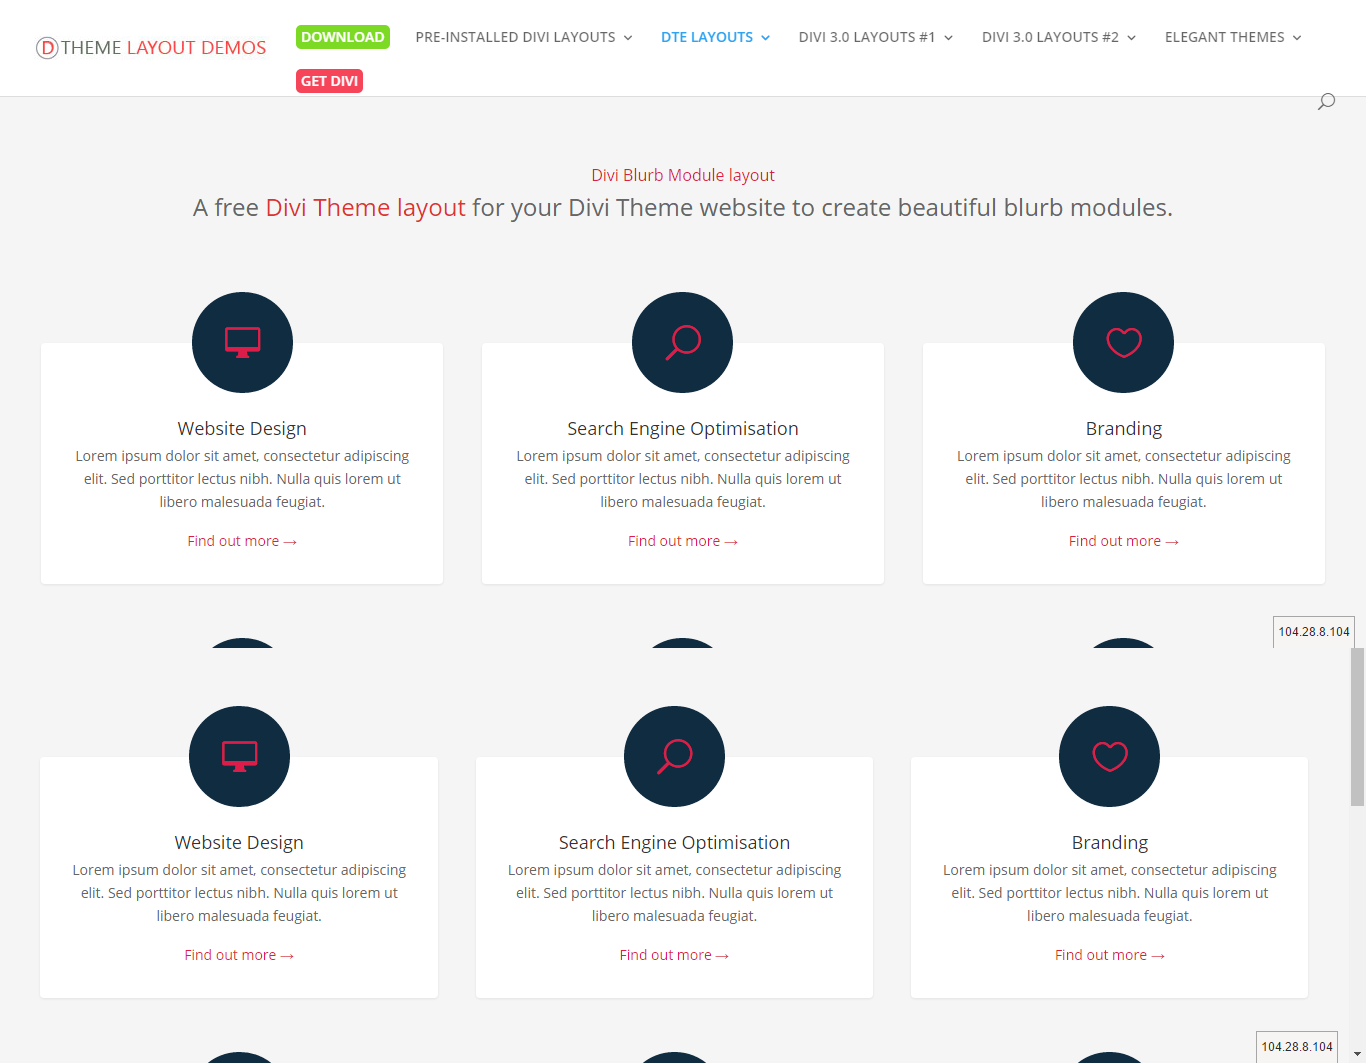 D THEME LAYOUT DEMOS
DOWNLOAD PRE-INSTALLED DIVI LAYOUTS DTE LAYOUTS DIVI 3.0 LAYOUTS #1 DIVI 3.0 LAYOUTS #2 ELEGANT THEMES
GET DIVI
Divi Blurb Module layout
A free Divi Theme layout for your Divi Theme website to create beautiful blurb modules.
Website Design
Lorem ipsum dolor sit amet, consectetur adipiscing
elit. Sed porttitor lectus nibh. Nulla quis lorem ut
libero malesuada feugiat.
Find out more →
Search Engine Optimisation
Lorem ipsum dolor sit amet, consectetur adipiscing
elit. Sed porttitor lectus nibh. Nulla quis lorem ut
libero malesuada feugiat.
Find out more →
Branding
Lorem ipsum dolor sit amet, consectetur adipiscing
elit. Sed porttitor lectus nibh. Nulla quis lorem ut
libero malesuada feugiat.
Find out more →
104.28.8.104
Website Design
Lorem ipsum dolor sit amet, consectetur adipiscing
elit. Sed porttitor lectus nibh. Nulla quis lorem ut
libero malesuada feugiat.
Find out more →
Search Engine Optimisation
Lorem ipsum dolor sit amet, consectetur adipiscing
elit. Sed porttitor lectus nibh. Nulla quis lorem ut
libero malesuada feugiat.
Find out more →
Branding
Lorem ipsum dolor sit amet, consectetur adipiscing
elit. Sed porttitor lectus nibh. Nulla quis lorem ut
libero malesuada feugiat.
Find out more →
104.28.8.104